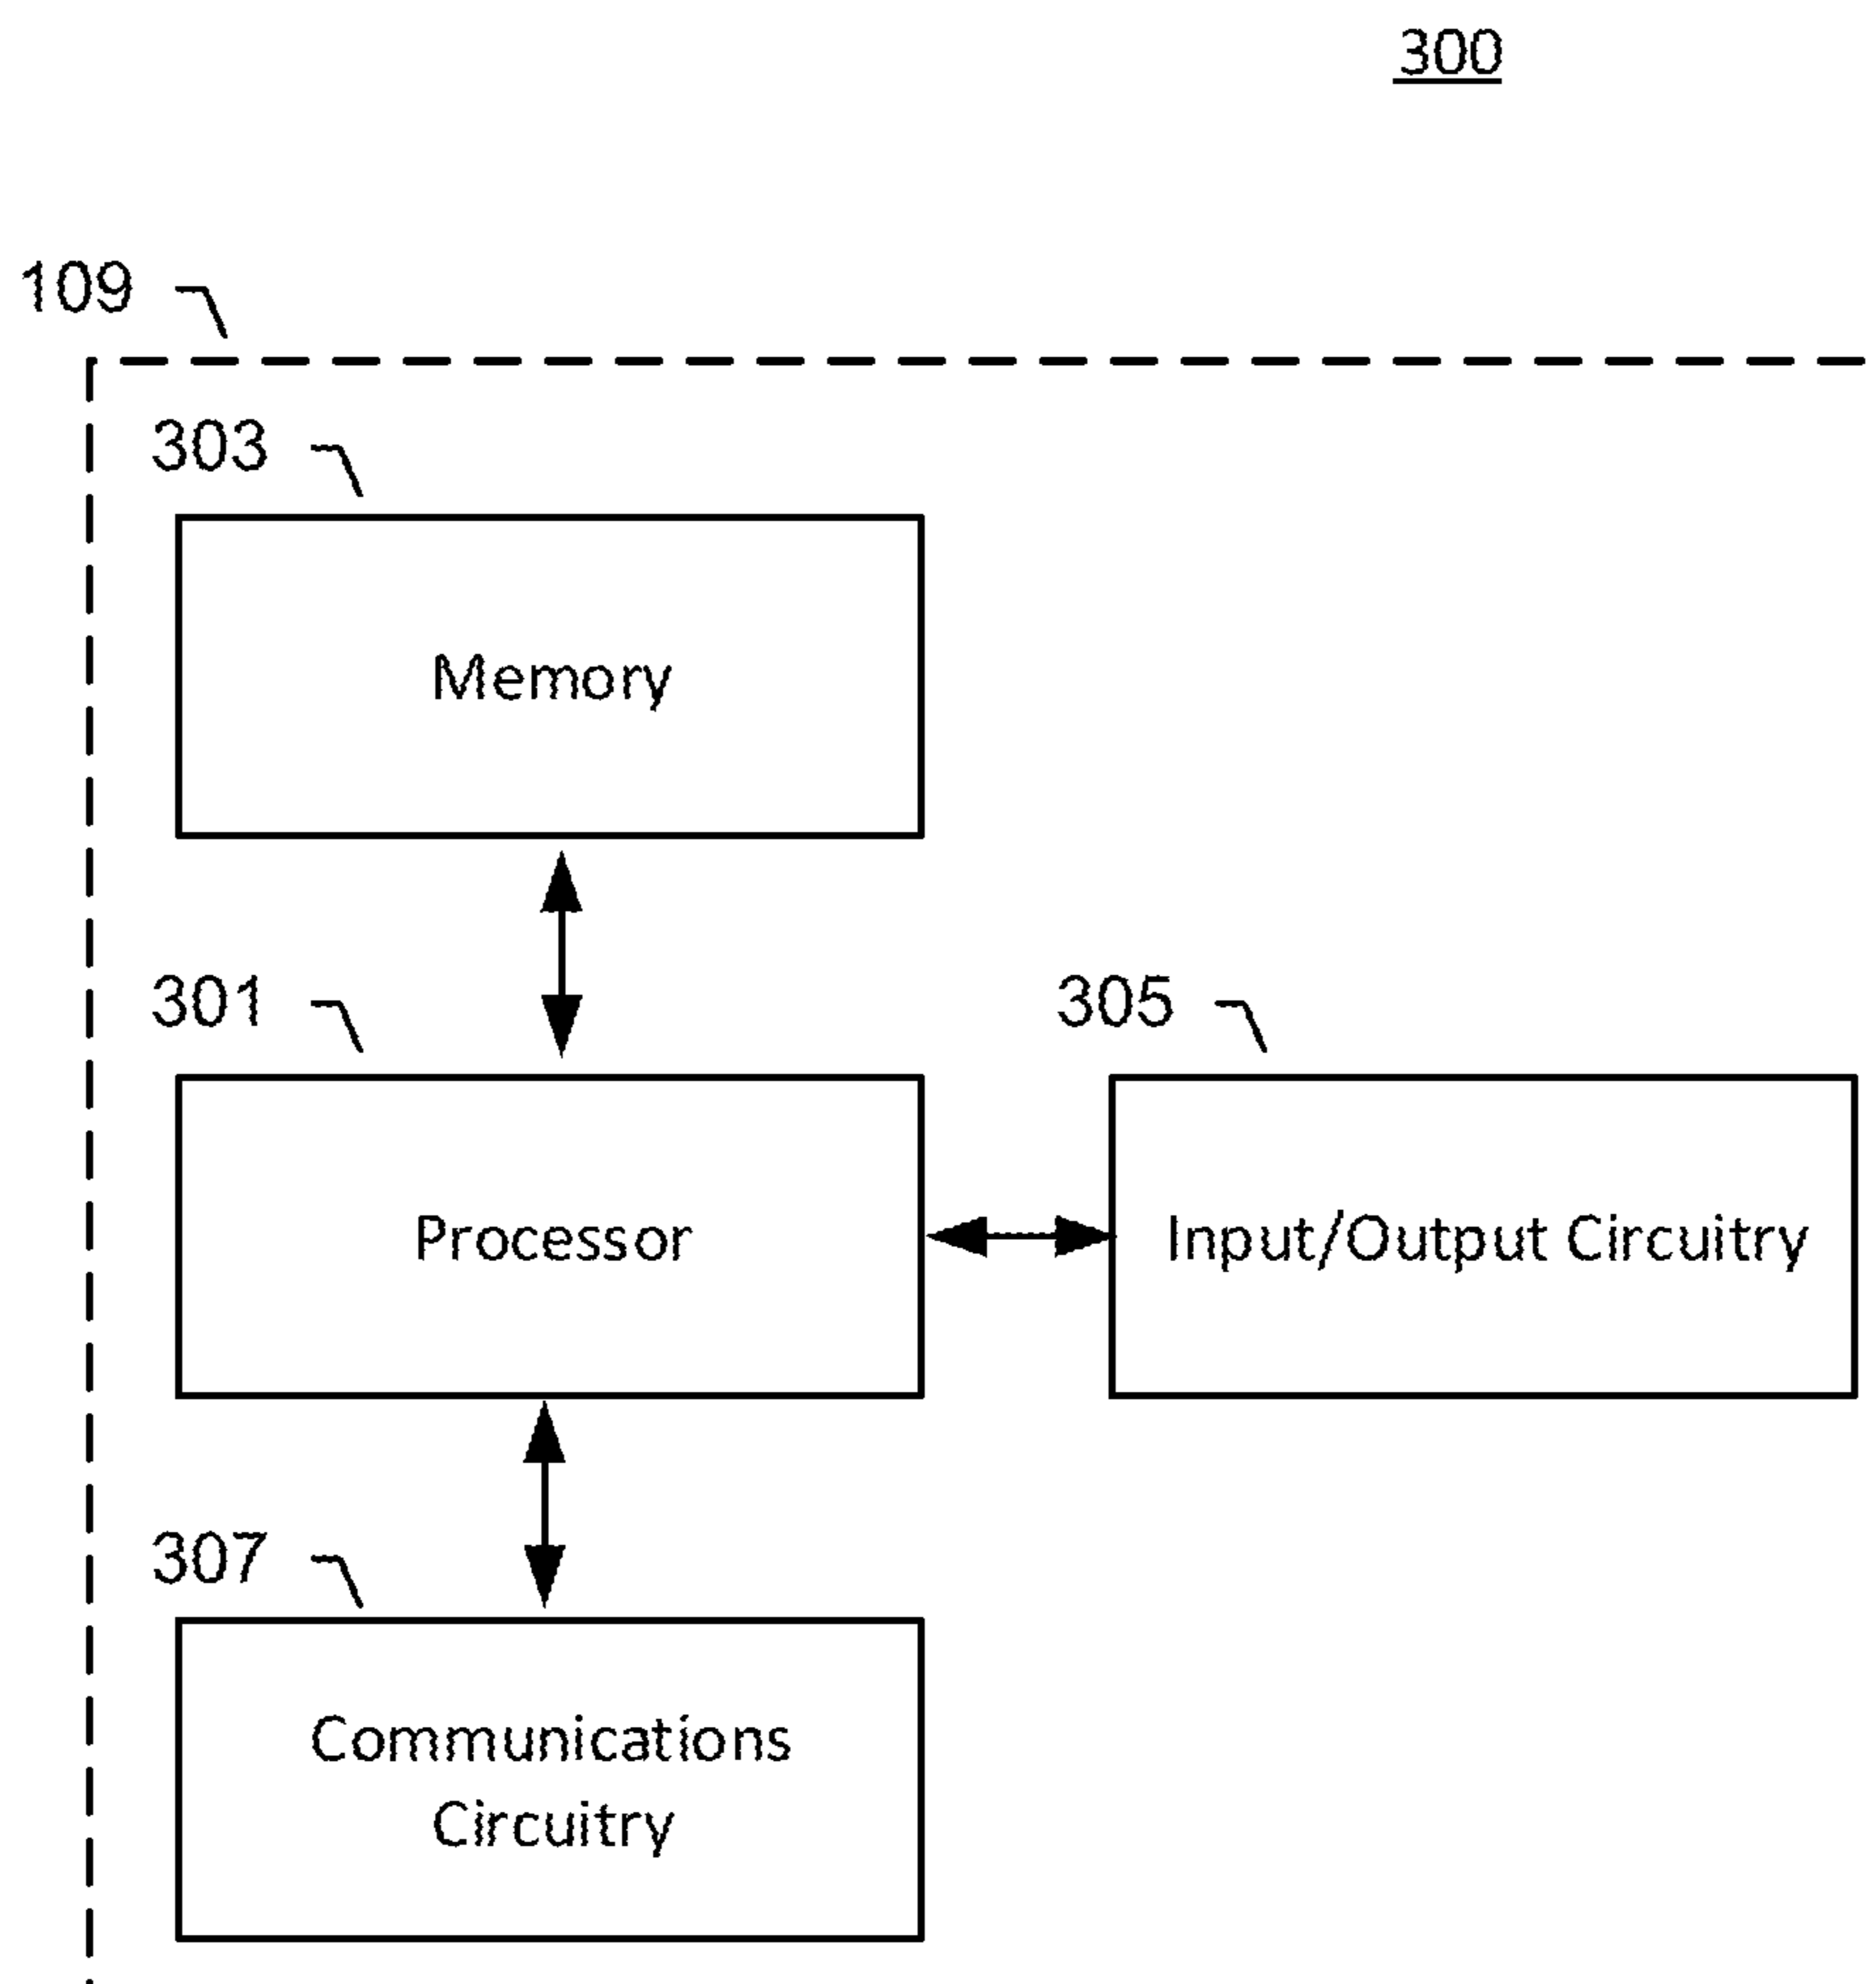 300
109
303
Memory
301
305
Processor
Input/Output Circuitry
307
Communications
Circuitry